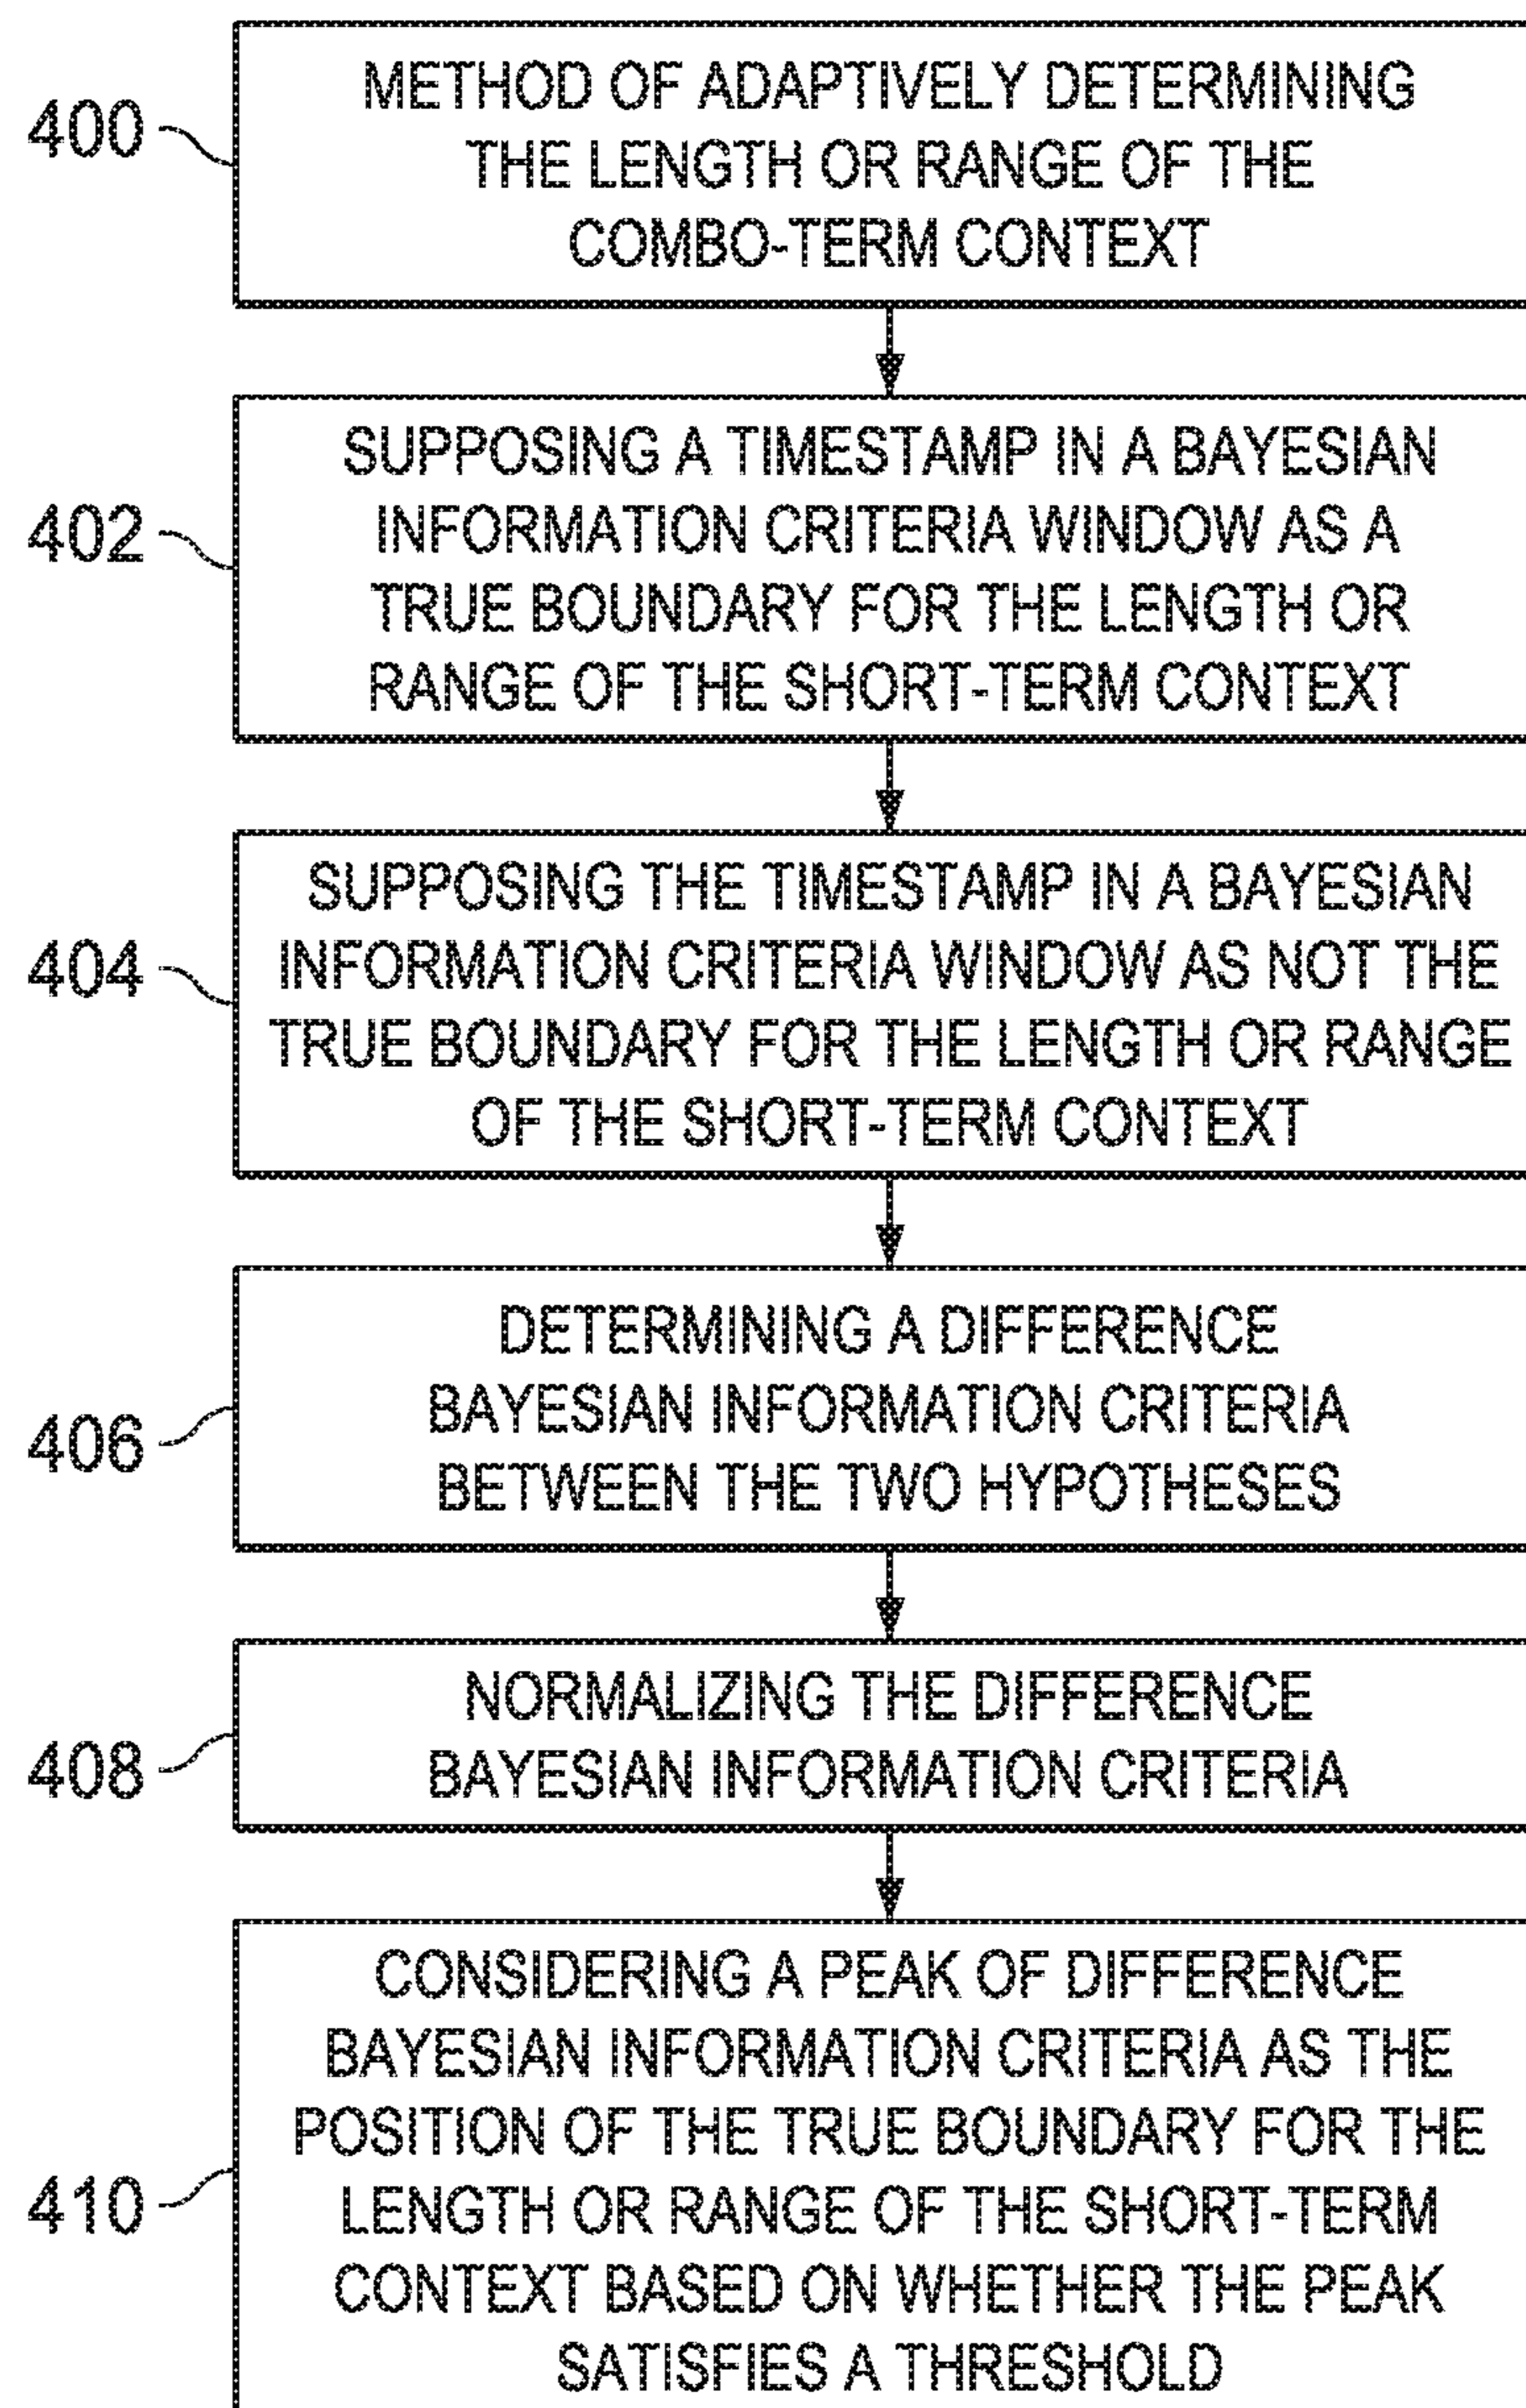 400
METHOD OF ADAPTIVELY DETERMINING
THE LENGTH OR RANGE OF THE
COMBO-TERM CONTEXT
402
SUPPOSING A TIMESTAMP IN A BAYESIAN
INFORMATION CRITERIA WINDOW AS A
TRUE BOUNDARY FOR THE LENGTH OR
RANGE OF THE SHORT-TERM CONTEXT
404
SUPPOSING THE TIMESTAMP IN A BAYESIAN
INFORMATION CRITERIA WINDOW AS NOT THE
TRUE BOUNDARY FOR THE LENGTH OR RANGE
OF THE SHORT-TERM CONTEXT
406
DETERMINING A DIFFERENCE
BAYESIAN INFORMATION CRITERIA
BETWEEN THE TWO HYPOTHESES
408
NORMALIZING THE DIFFERENCE
BAYESIAN INFORMATION CRITERIA
410
CONSIDERING A PEAK OF DIFFERENCE
BAYESIAN INFORMATION CRITERIA AS THE
POSITION OF THE TRUE BOUNDARY FOR THE
LENGTH OR RANGE OF THE SHORT-TERM
CONTEXT BASED ON WHETHER THE PEAK
SATISFIES A THRESHOLD